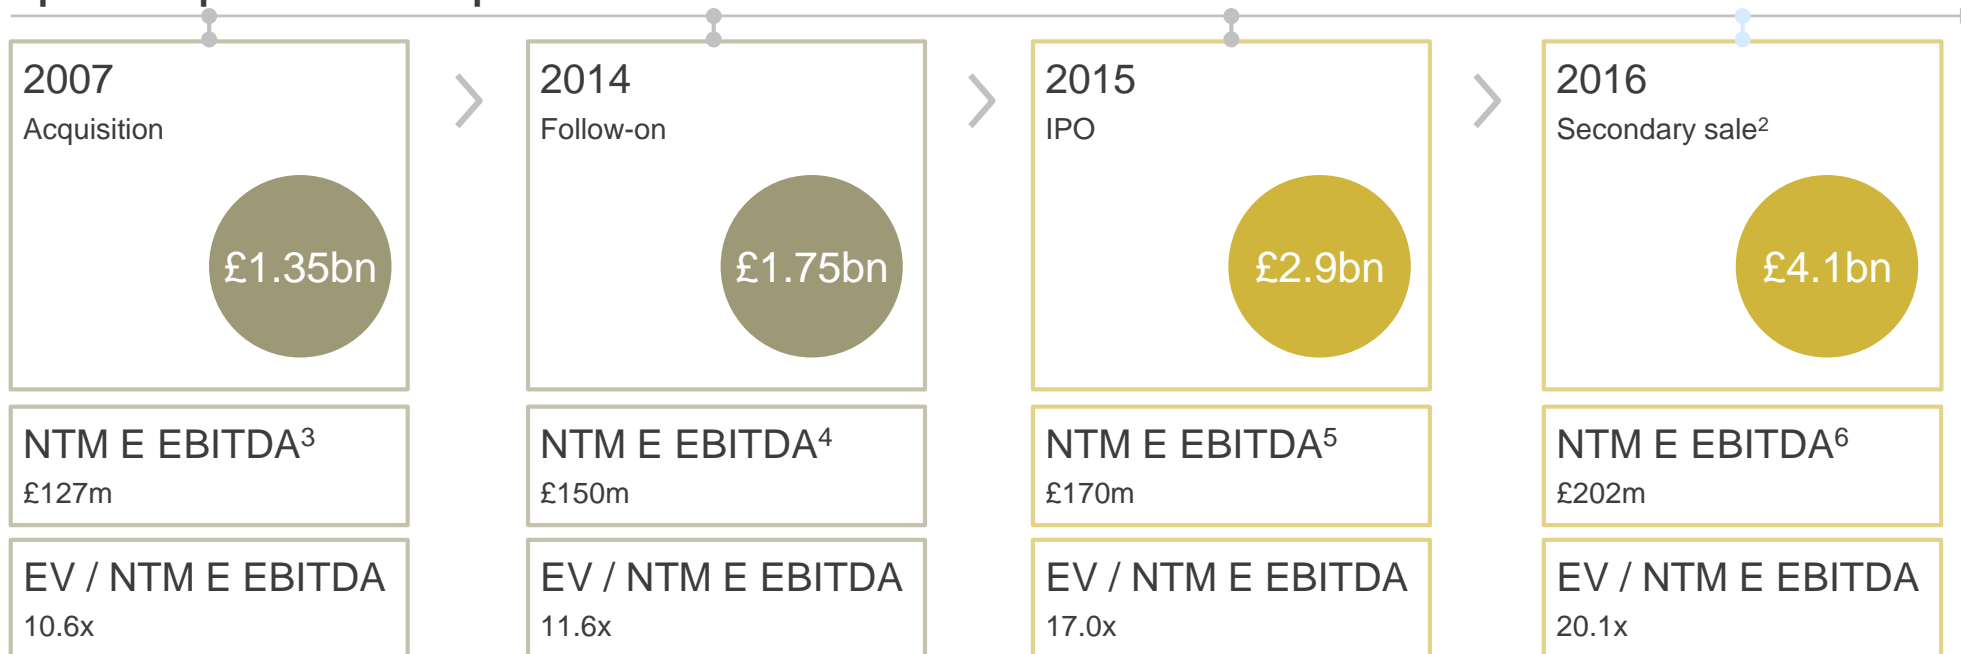 2007
Acquisition
£1.35bn
NTM E EBITDA³
£127m
EV / NTM E EBITDA
10.6x
2014
Follow-on
£1.75bn
NTM E EBITDA⁴
£150m
EV / NTM E EBITDA
11.6x
2015
IPO
£2.9bn
NTM E EBITDA⁵
£170m
EV / NTM E EBITDA
17.0x
2016
Secondary sale²
£4.1bn
NTM E EBITDA⁶
£202m
EV / NTM E EBITDA
20.1x